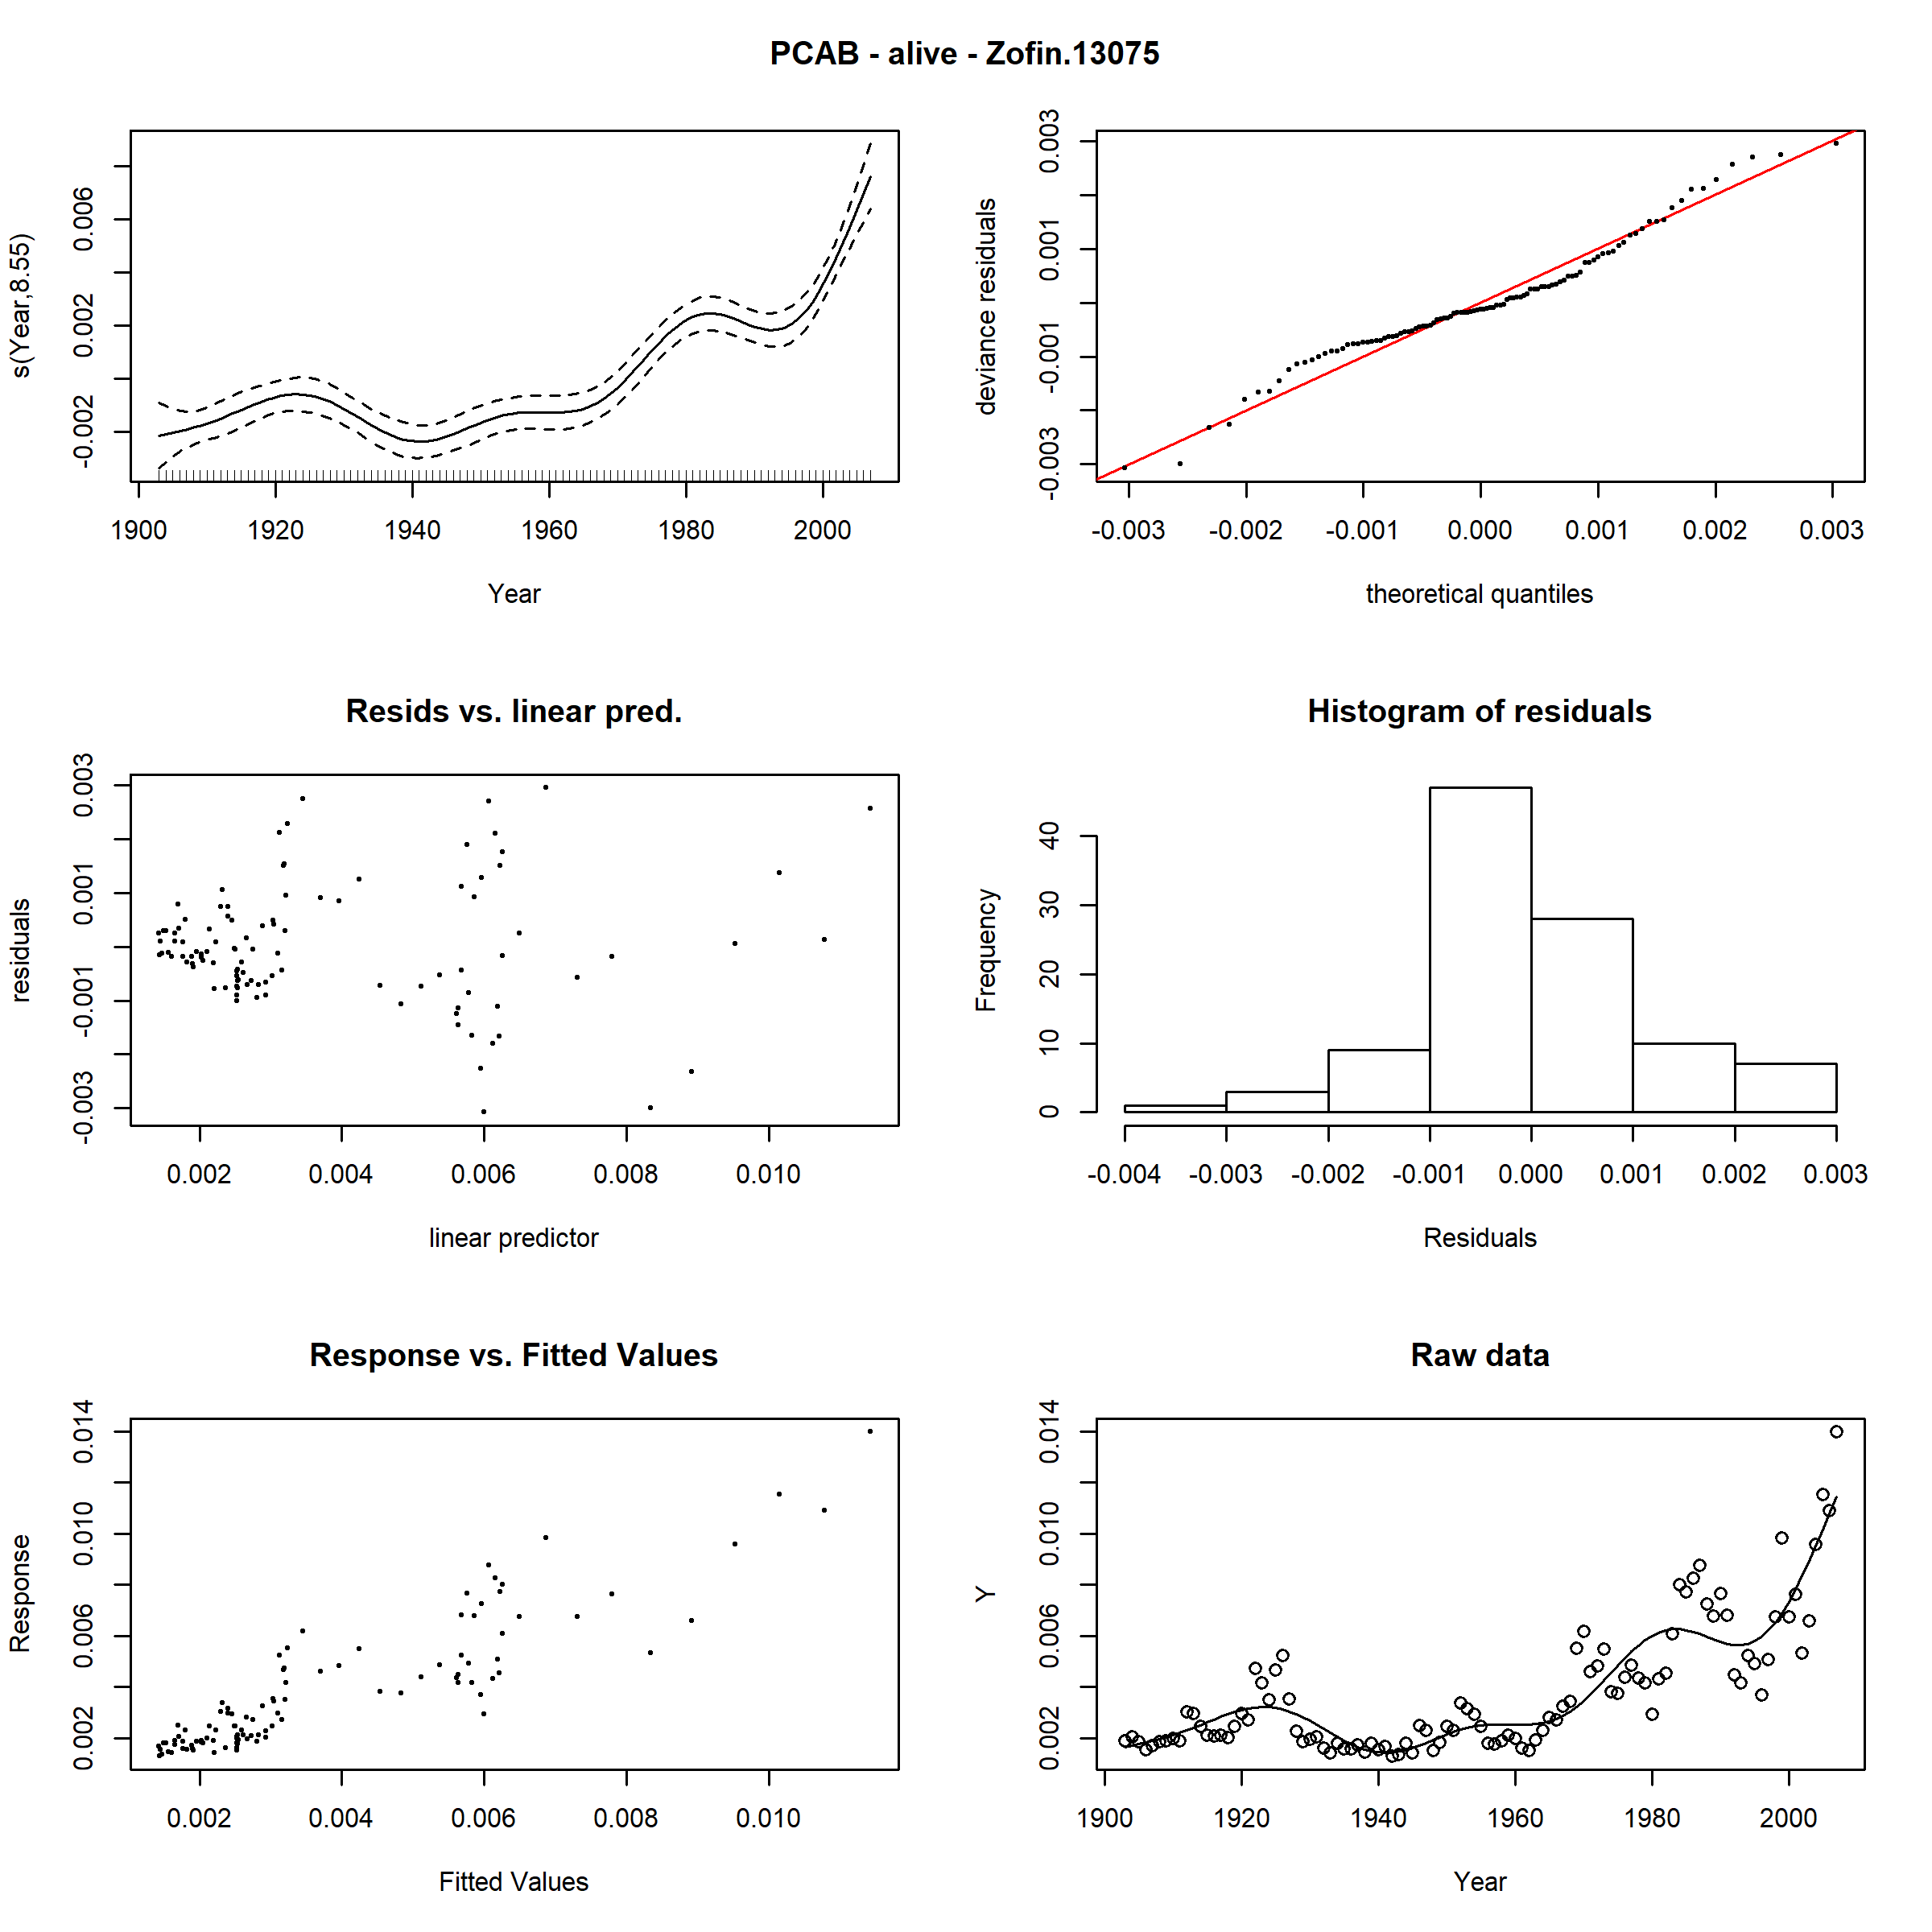 PCAB - alive - Zofin.13075
s(Year,8.55)
-0.002 0.002 0.006
1900 1920 1940 1960 1980 2000
Year
deviance residuals
-0.003 -0.001 0.001 0.003
-0.003 -0.002 -0.001 0.000 0.001 0.002 0.003
theoretical quantiles
Resids vs. linear pred.
residuals
-0.003 -0.001 0.001 0.003
0.002 0.004 0.006 0.008 0.010
linear predictor
Histogram of residuals
Frequency
0 10 20 30 40
-0.004 -0.003 -0.002 -0.001 0.000 0.001 0.002 0.003
Residuals
Response vs. Fitted Values
Response
0.002 0.006 0.010 0.014
0.002 0.004 0.006 0.008 0.010
Fitted Values
Raw data
Y
0.002 0.006 0.010 0.014
1900 1920 1940 1960 1980 2000
Year